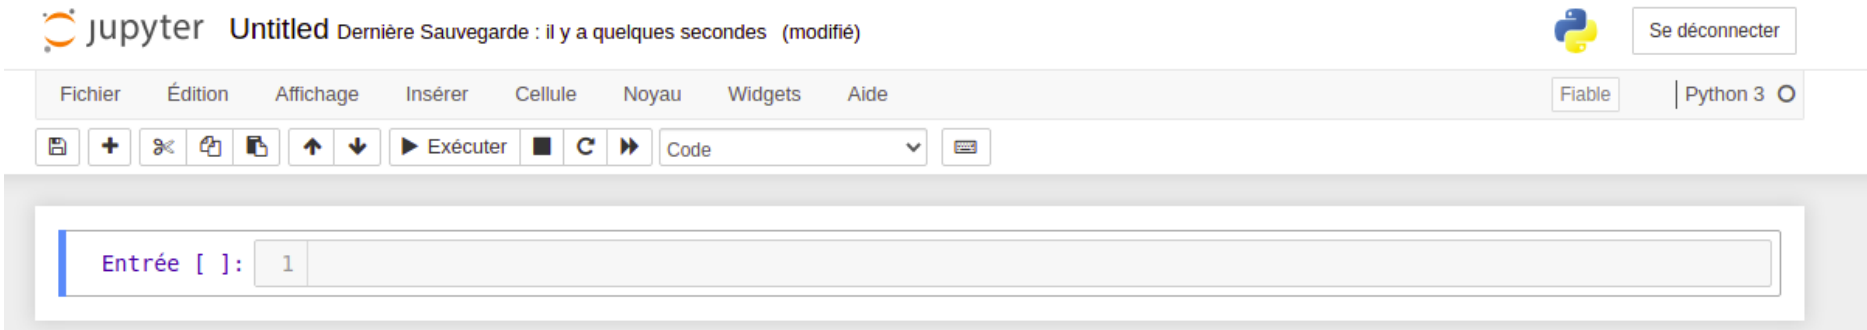 jupyter Untitled Dernière Sauvegarde : il y a quelques secondes (modifié) Se déconnecter
Fichier Édition Affichage Insérer Cellule Noyau Widgets Aide Fiable Python 3
Exécuter Code
Entrée [ ]: 1